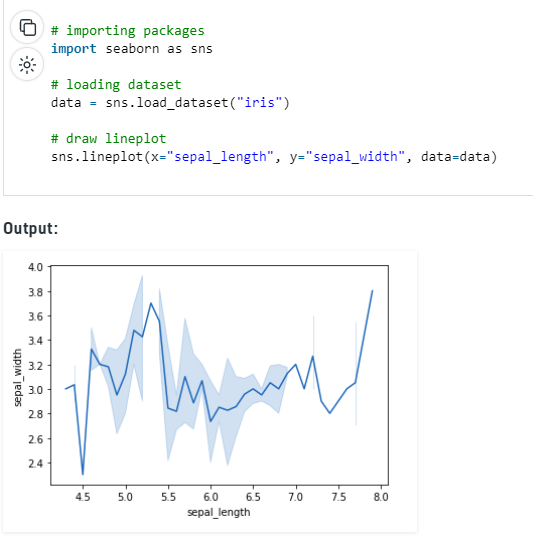 # importing packages
import seaborn as sns
# loading dataset
data = sns.load_dataset("iris")
# draw lineplot
sns.lineplot(x="sepal_length", y="sepal_width", data=data)
Output:
4.0
3.8
3.6
3.4
3.2
3.0
2.8
2.6
2.4
sepal_width
4.5 5.0 5.5 6.0 6.5 7.0 7.5 8.0
sepal_length